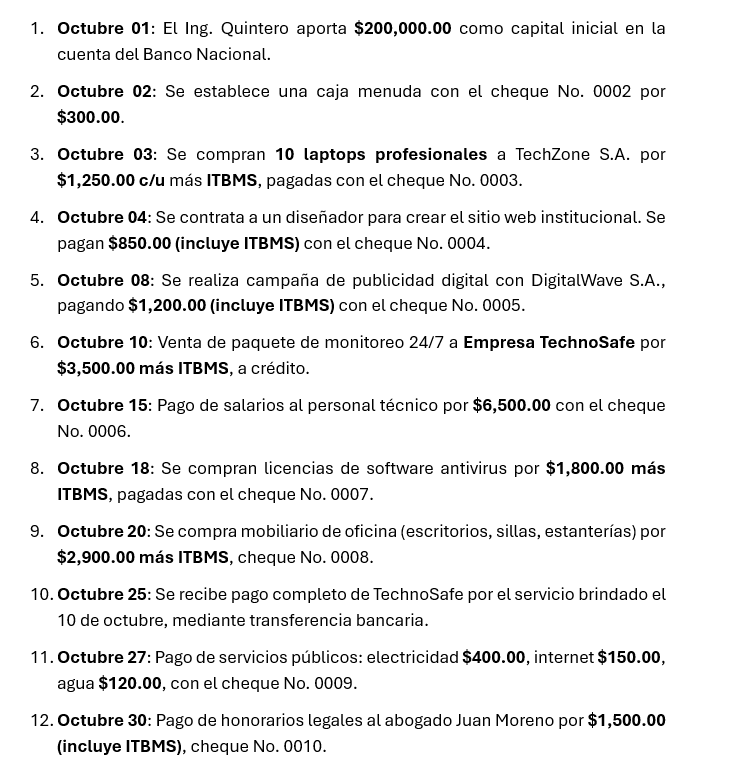 1. Octubre 01: El Ing. Quintero aporta $200,000.00 como capital inicial en la
cuenta del Banco Nacional.
2. Octubre 02: Se establece una caja menuda con el cheque No. 0002 por
$300.00.
3. Octubre 03: Se compran 10 laptops profesionales a TechZone S.A. por
$1,250.00 c/u más ITBMS, pagadas con el cheque No. 0003.
4. Octubre 04: Se contrata a un diseñador para crear el sitio web institucional. Se
pagan $850.00 (incluye ITBMS) con el cheque No. 0004.
5. Octubre 08: Se realiza campaña de publicidad digital con DigitalWave S.A.,
pagando $1,200.00 (incluye ITBMS) con el cheque No. 0005.
6. Octubre 10: Venta de paquete de monitoreo 24/7 a Empresa TechnoSafe por
$3,500.00 más ITBMS, a crédito.
7. Octubre 15: Pago de salarios al personal técnico por $6,500.00 con el cheque
No. 0006.
8. Octubre 18: Se compran licencias de software antivirus por $1,800.00 más
ITBMS, pagadas con el cheque No. 0007.
9. Octubre 20: Se compra mobiliario de oficina (escritorios, sillas, estanterías) por
$2,900.00 más ITBMS, cheque No. 0008.
10. Octubre 25: Se recibe pago completo de TechnoSafe por el servicio brindado el
10 de octubre, mediante transferencia bancaria.
11. Octubre 27: Pago de servicios públicos: electricidad $400.00, internet $150.00,
agua $120.00, con el cheque No. 0009.
12. Octubre 30: Pago de honorarios legales al abogado Juan Moreno por $1,500.00
(incluye ITBMS), cheque No. 0010.